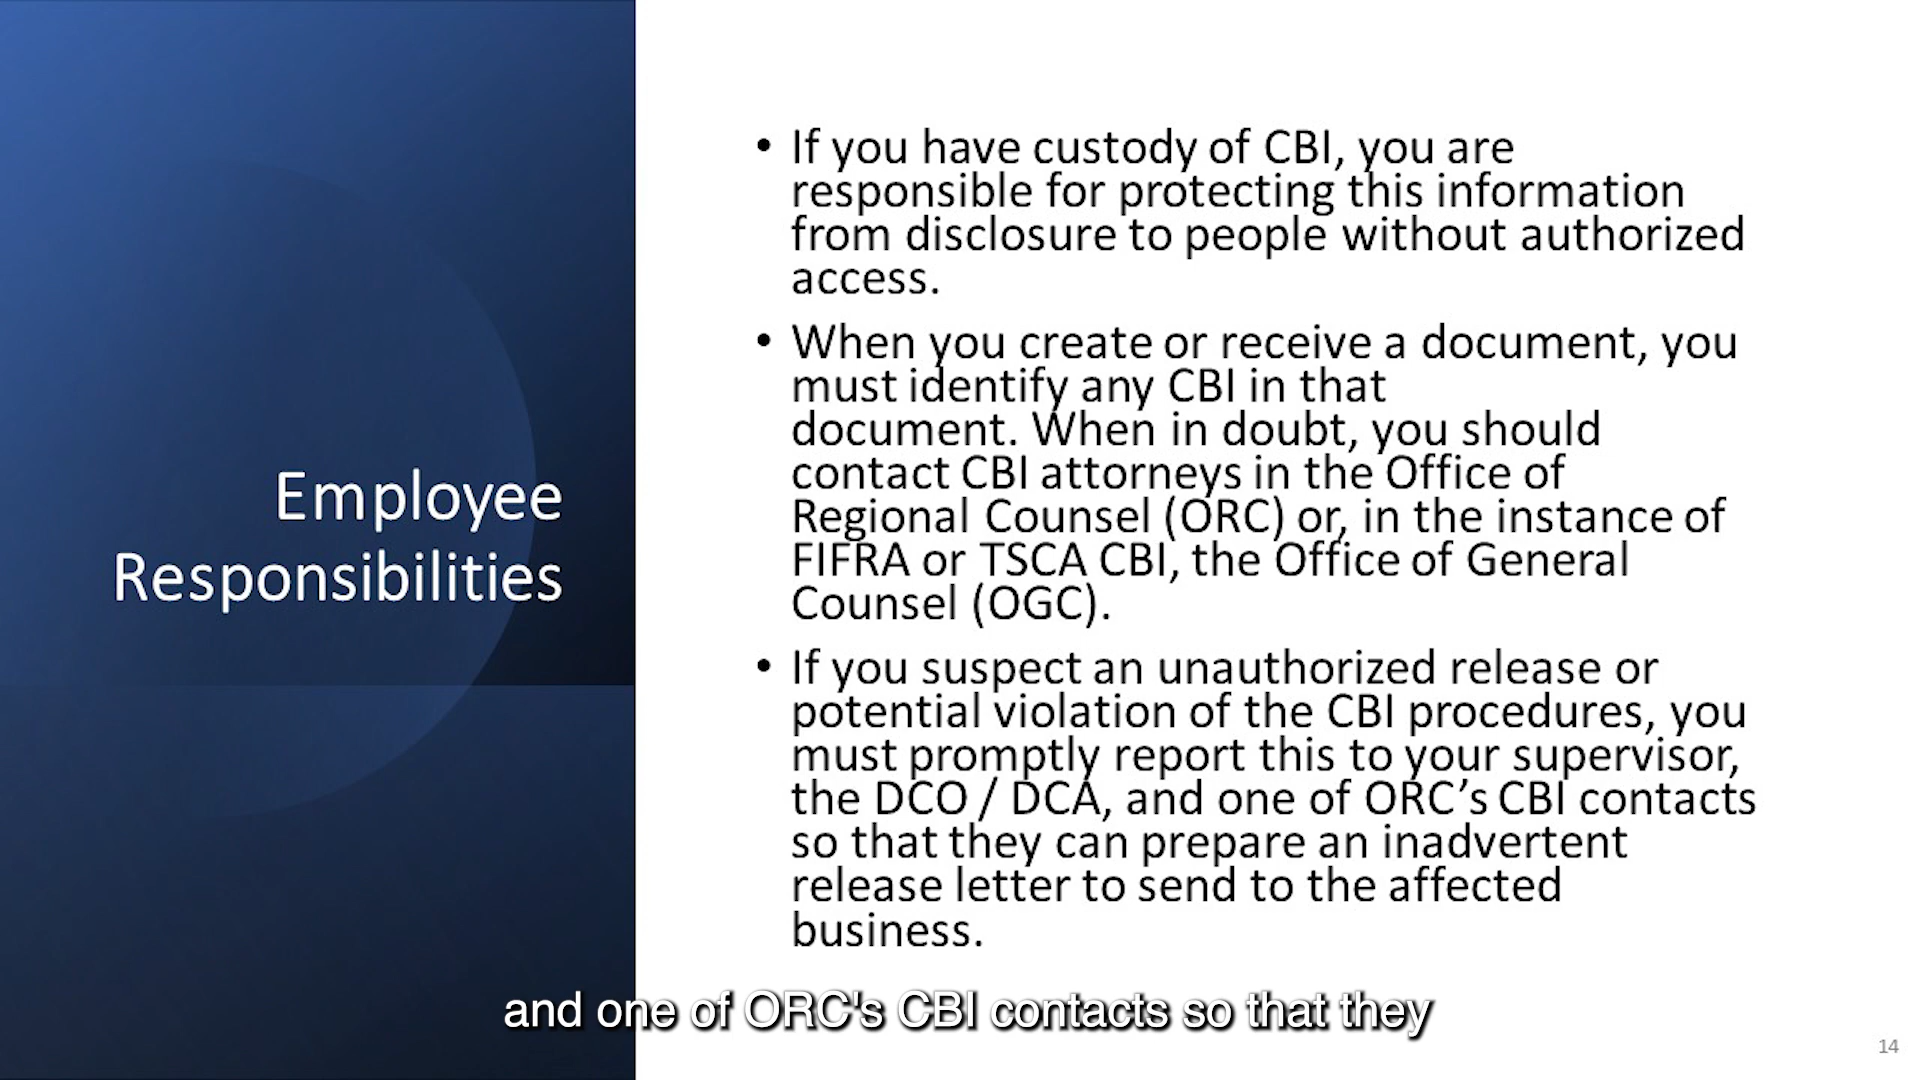 Employee
Responsibilities
• If you have custody of CBI, you are
responsible for protecting this information
from disclosure to people without authorized
access.
• When you create or receive a document, you
must identify any CBI in that
document. When in doubt, you should
contact CBI attorneys in the Office of
Regional Counsel (ORC) or, in the instance of
FIFRA or TSCA CBI, the Office of General
Counsel (OGC).
• If you suspect an unauthorized release or
potential violation of the CBI procedures, you
must promptly report this to your supervisor,
the DCO / DCA, and one of ORC’s CBI contacts
so that they can prepare an inadvertent
release letter to send to the affected
business.
and one of ORC's CBI contacts so that they
14